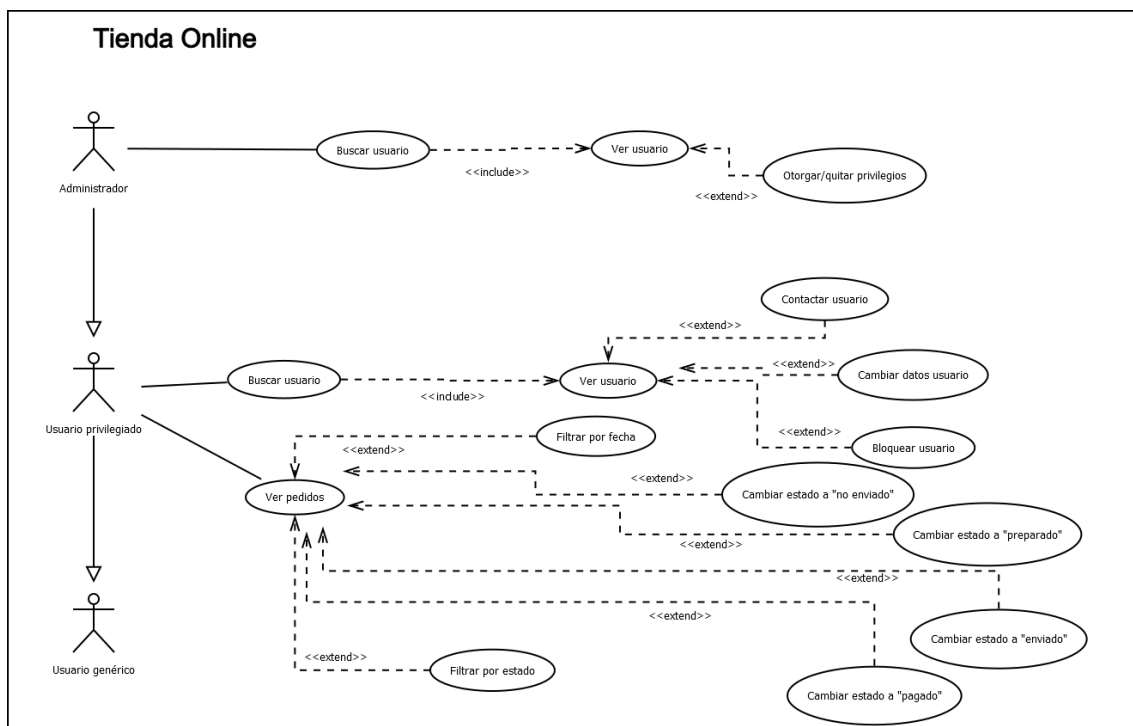 Tienda Online
Buscar usuario
Ver usuario
<<include>>
Otorgar/quitar privilegios
<<extend>>
Administrador
Contactar usuario
<<extend>>
<<extend>>
Buscar usuario
Ver usuario
Cambiar datos usuario
<<include>>
Usuario privilegiado
Filtrar por fecha
<<extend>>
<<extend>>
Bloquear usuario
<<extend>>
Ver pedidos
Cambiar estado a "no enviado"
Cambiar estado a "preparado"
<<extend>>
<<extend>>
<<extend>>
Cambiar estado a "enviado"
<<extend>>
Filtrar por estado
Usuario genérico
Cambiar estado a "pagado"